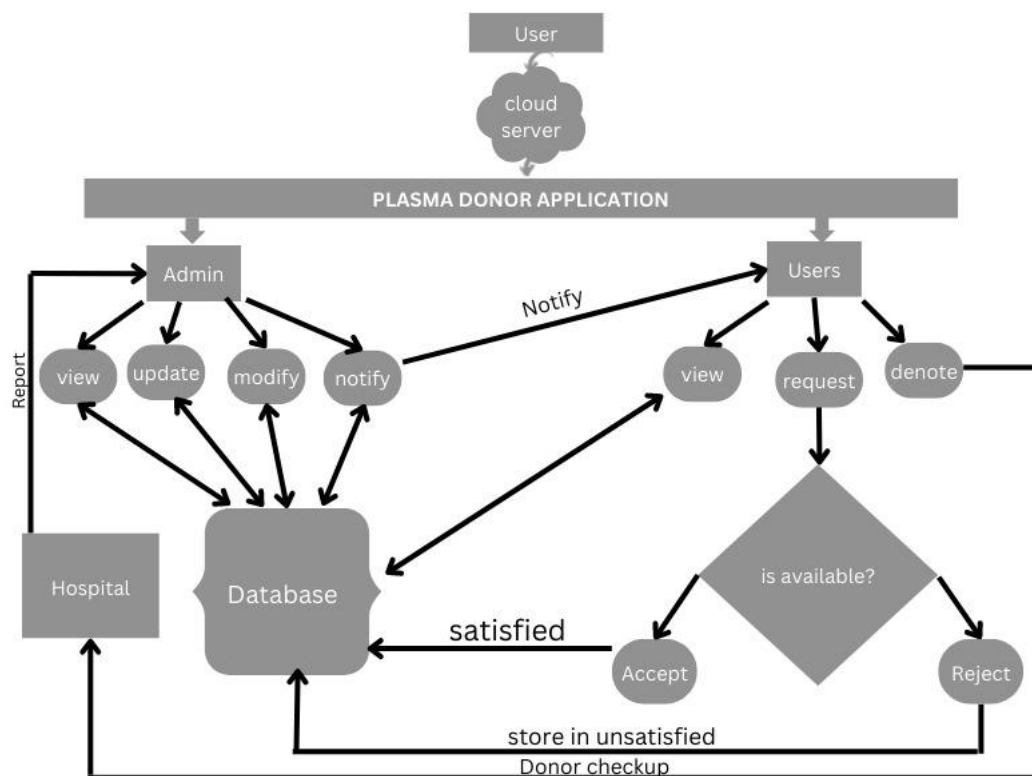 User
cloud
server
PLASMA DONOR APPLICATION
Admin
Users
Notify
Report
view
update
modify
notify
view
request
denote
Hospital
Database
is available?
satisfied
Accept
Reject
store in unsatisfied
Donor checkup